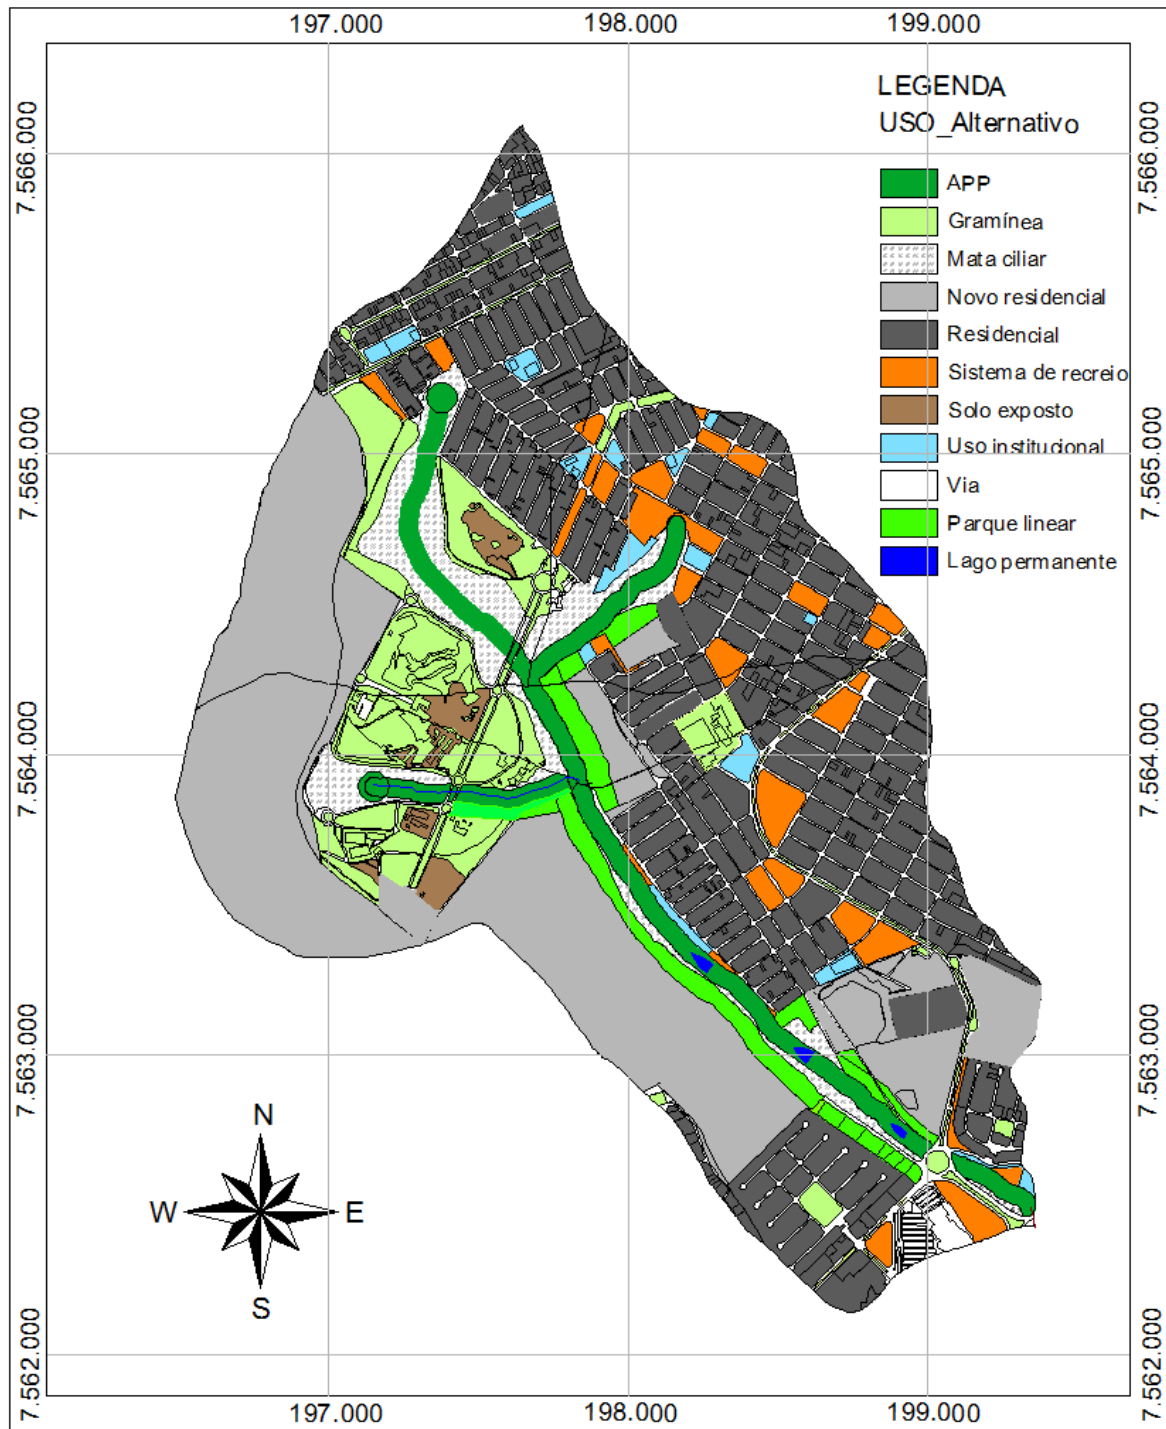 197.000 198.000 199.000
LEGENDA
USO_Alternativo
APP
Gramínea
Mata ciliar
Novo residencial
Residencial
Sistema de recreio
Solo exposto
Uso institucional
Via
Parque linear
Lago permanente
7.566.000 7.566.000
7.565.000 7.565.000
7.564.000 7.564.000
7.563.000 7.563.000
7.562.000 7.562.000
N
W E
S
197.000 198.000 199.000